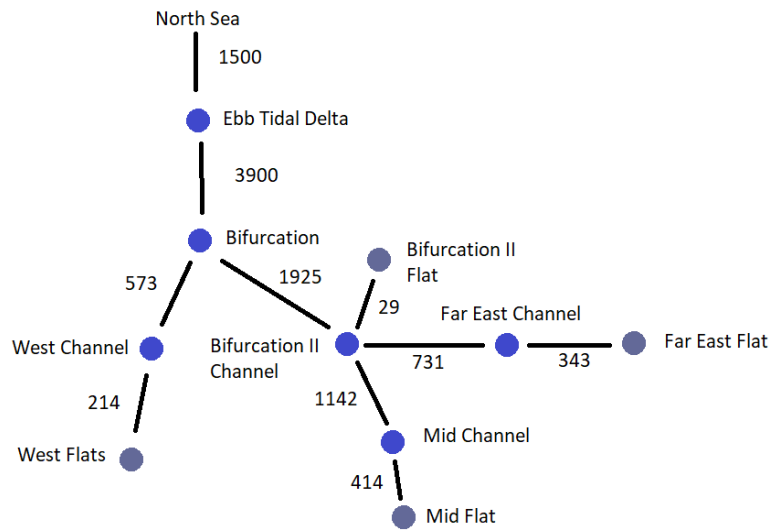 North Sea
1500
Ebb Tidal Delta
3900
Bifurcation
573
1925
Bifurcation II
Flat
29
Far East Channel
West Channel
Bifurcation II
Channel
731
343
Far East Flat
214
1142
Mid Channel
West Flats
414
Mid Flat